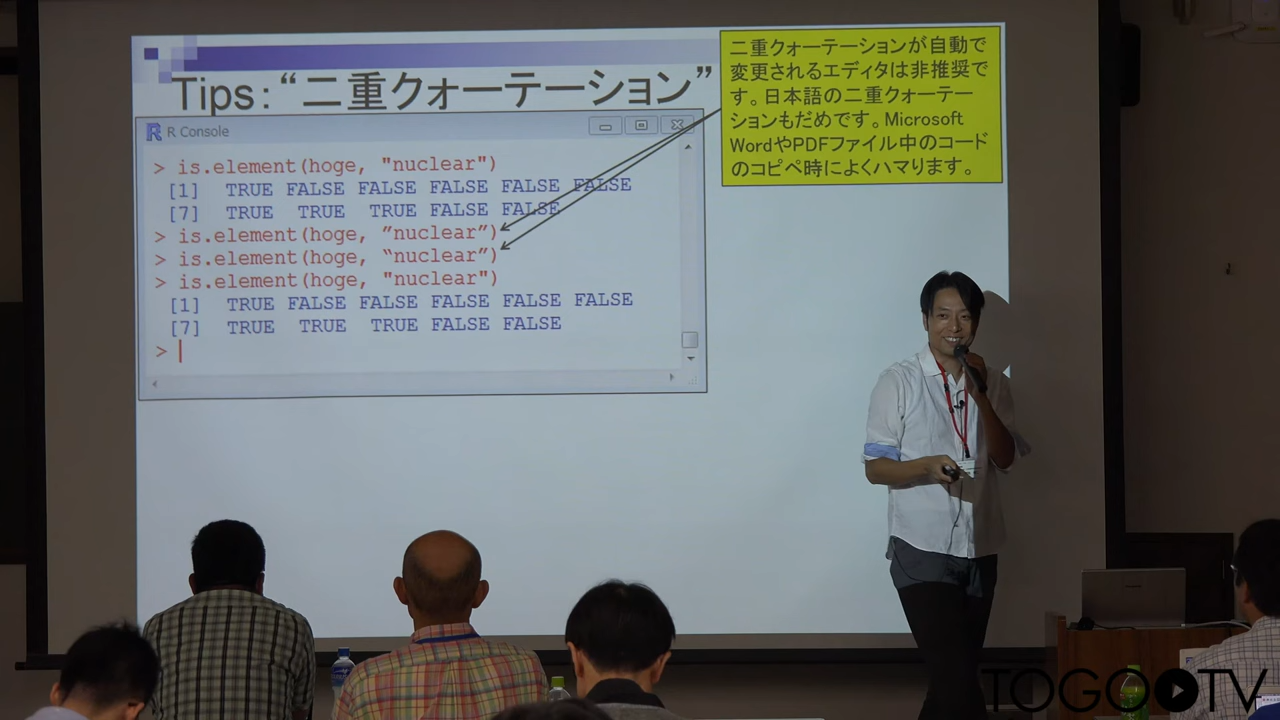 Tips：“二重クォーテーション”
二重クォーテーションが自動で
変更されるエディタは非推奨で
す。日本語の二重クォーテー
ションもだめです。Microsoft
WordやPDFファイル中のコード
のコピペ時によくハマります。
R Console
> is.element(hoge, "nuclear")
[1] TRUE FALSE FALSE FALSE FALSE FALSE
[7] TRUE TRUE TRUE FALSE FALSE
> is.element(hoge, ”nuclear”)
> is.element(hoge, “nuclear”)
> is.element(hoge, "nuclear")
[1] TRUE FALSE FALSE FALSE FALSE FALSE
[7] TRUE TRUE TRUE FALSE FALSE
>
TOGOTV